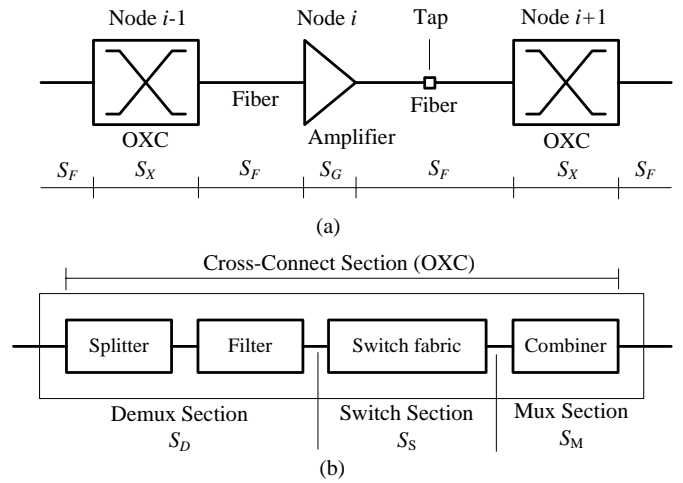 Node i-1 Node i Tap Node i+1
Fiber Fiber
OXC Amplifier OXC
S_F S_X S_F S_G S_F S_X S_F
(a)
Cross-Connect Section (OXC)
Splitter Filter Switch fabric Combiner
Demux Section Switch Section Mux Section
S_D S_S S_M
(b)